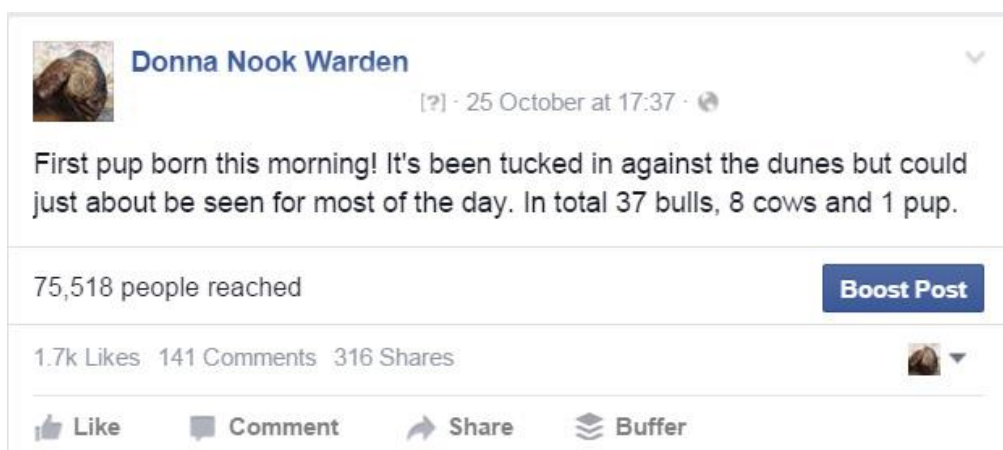 Donna Nook Warden
[?] · 25 October at 17:37 ·
First pup born this morning! It's been tucked in against the dunes but could
just about be seen for most of the day. In total 37 bulls, 8 cows and 1 pup.
75,518 people reached
Boost Post
1.7k Likes 141 Comments 316 Shares
Like Comment Share Buffer